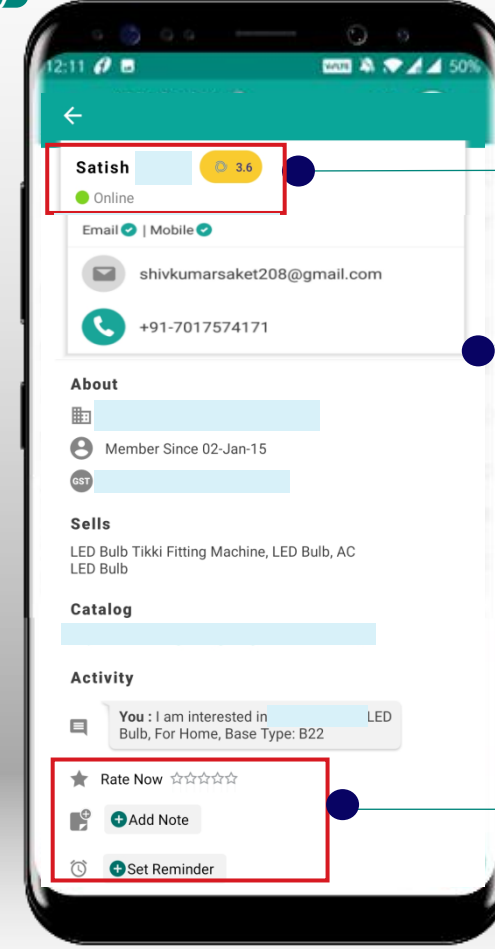 12:11
VoLTE
50%
Satish
3.6
Online
Email | Mobile
shivkumarsaket208@gmail.com
+91-7017574171
About
Member Since 02-Jan-15
GST
Sells
LED Bulb Tikki Fitting Machine, LED Bulb, AC
LED Bulb
Catalog
Activity
You : I am interested in LED
Bulb, For Home, Base Type: B22
Rate Now
Add Note
Set Reminder